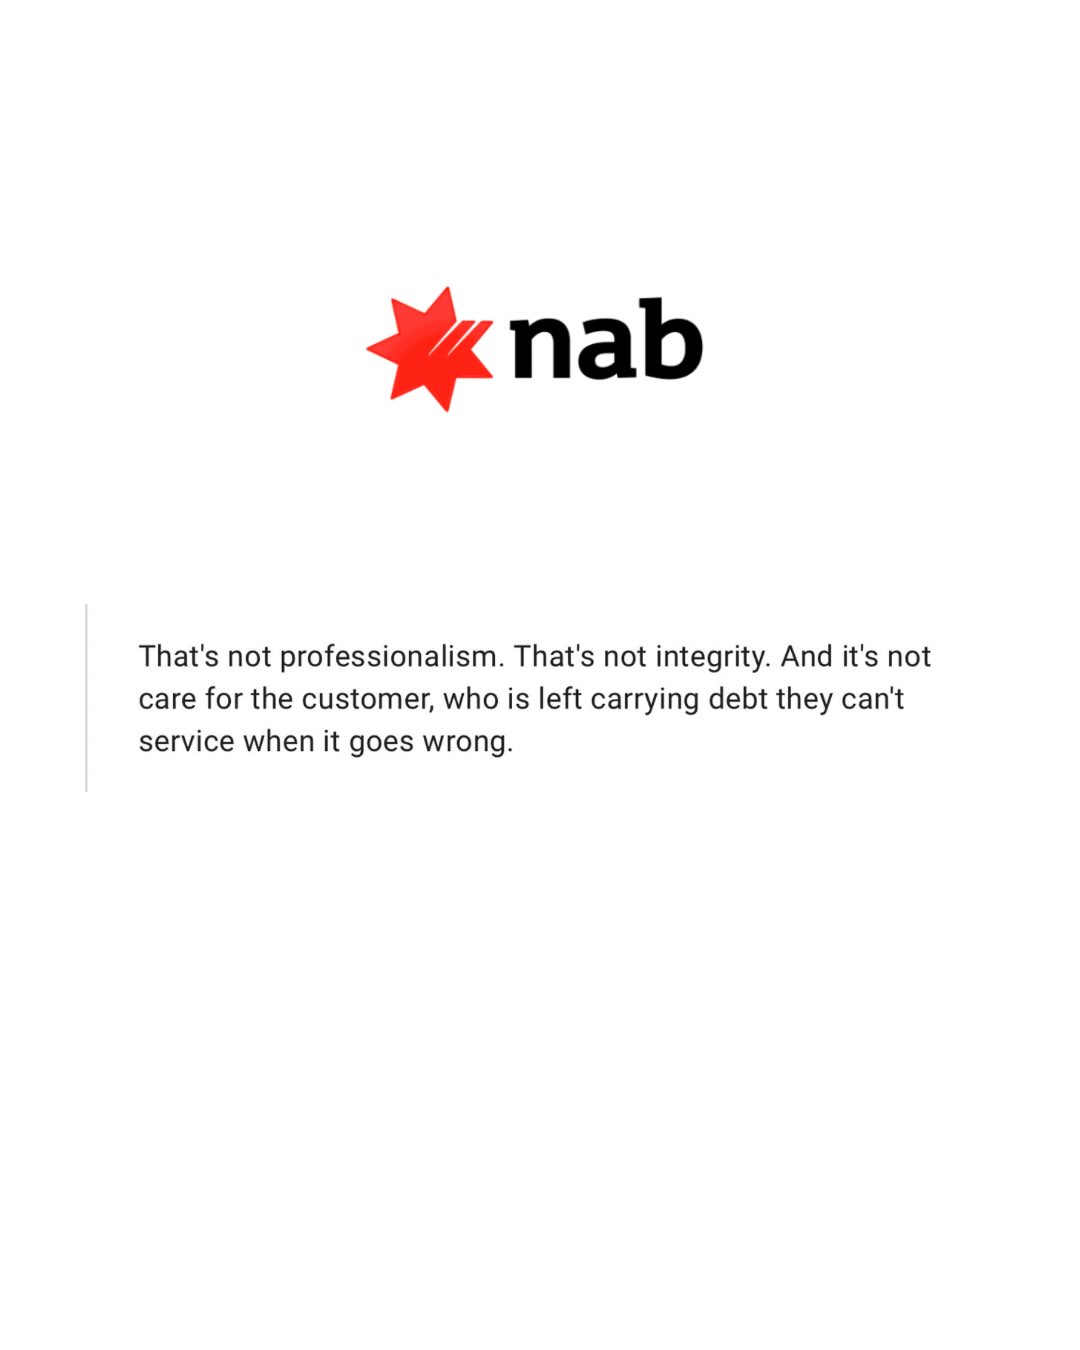 nab
That's not professionalism. That's not integrity. And it's not
care for the customer, who is left carrying debt they can't
service when it goes wrong.